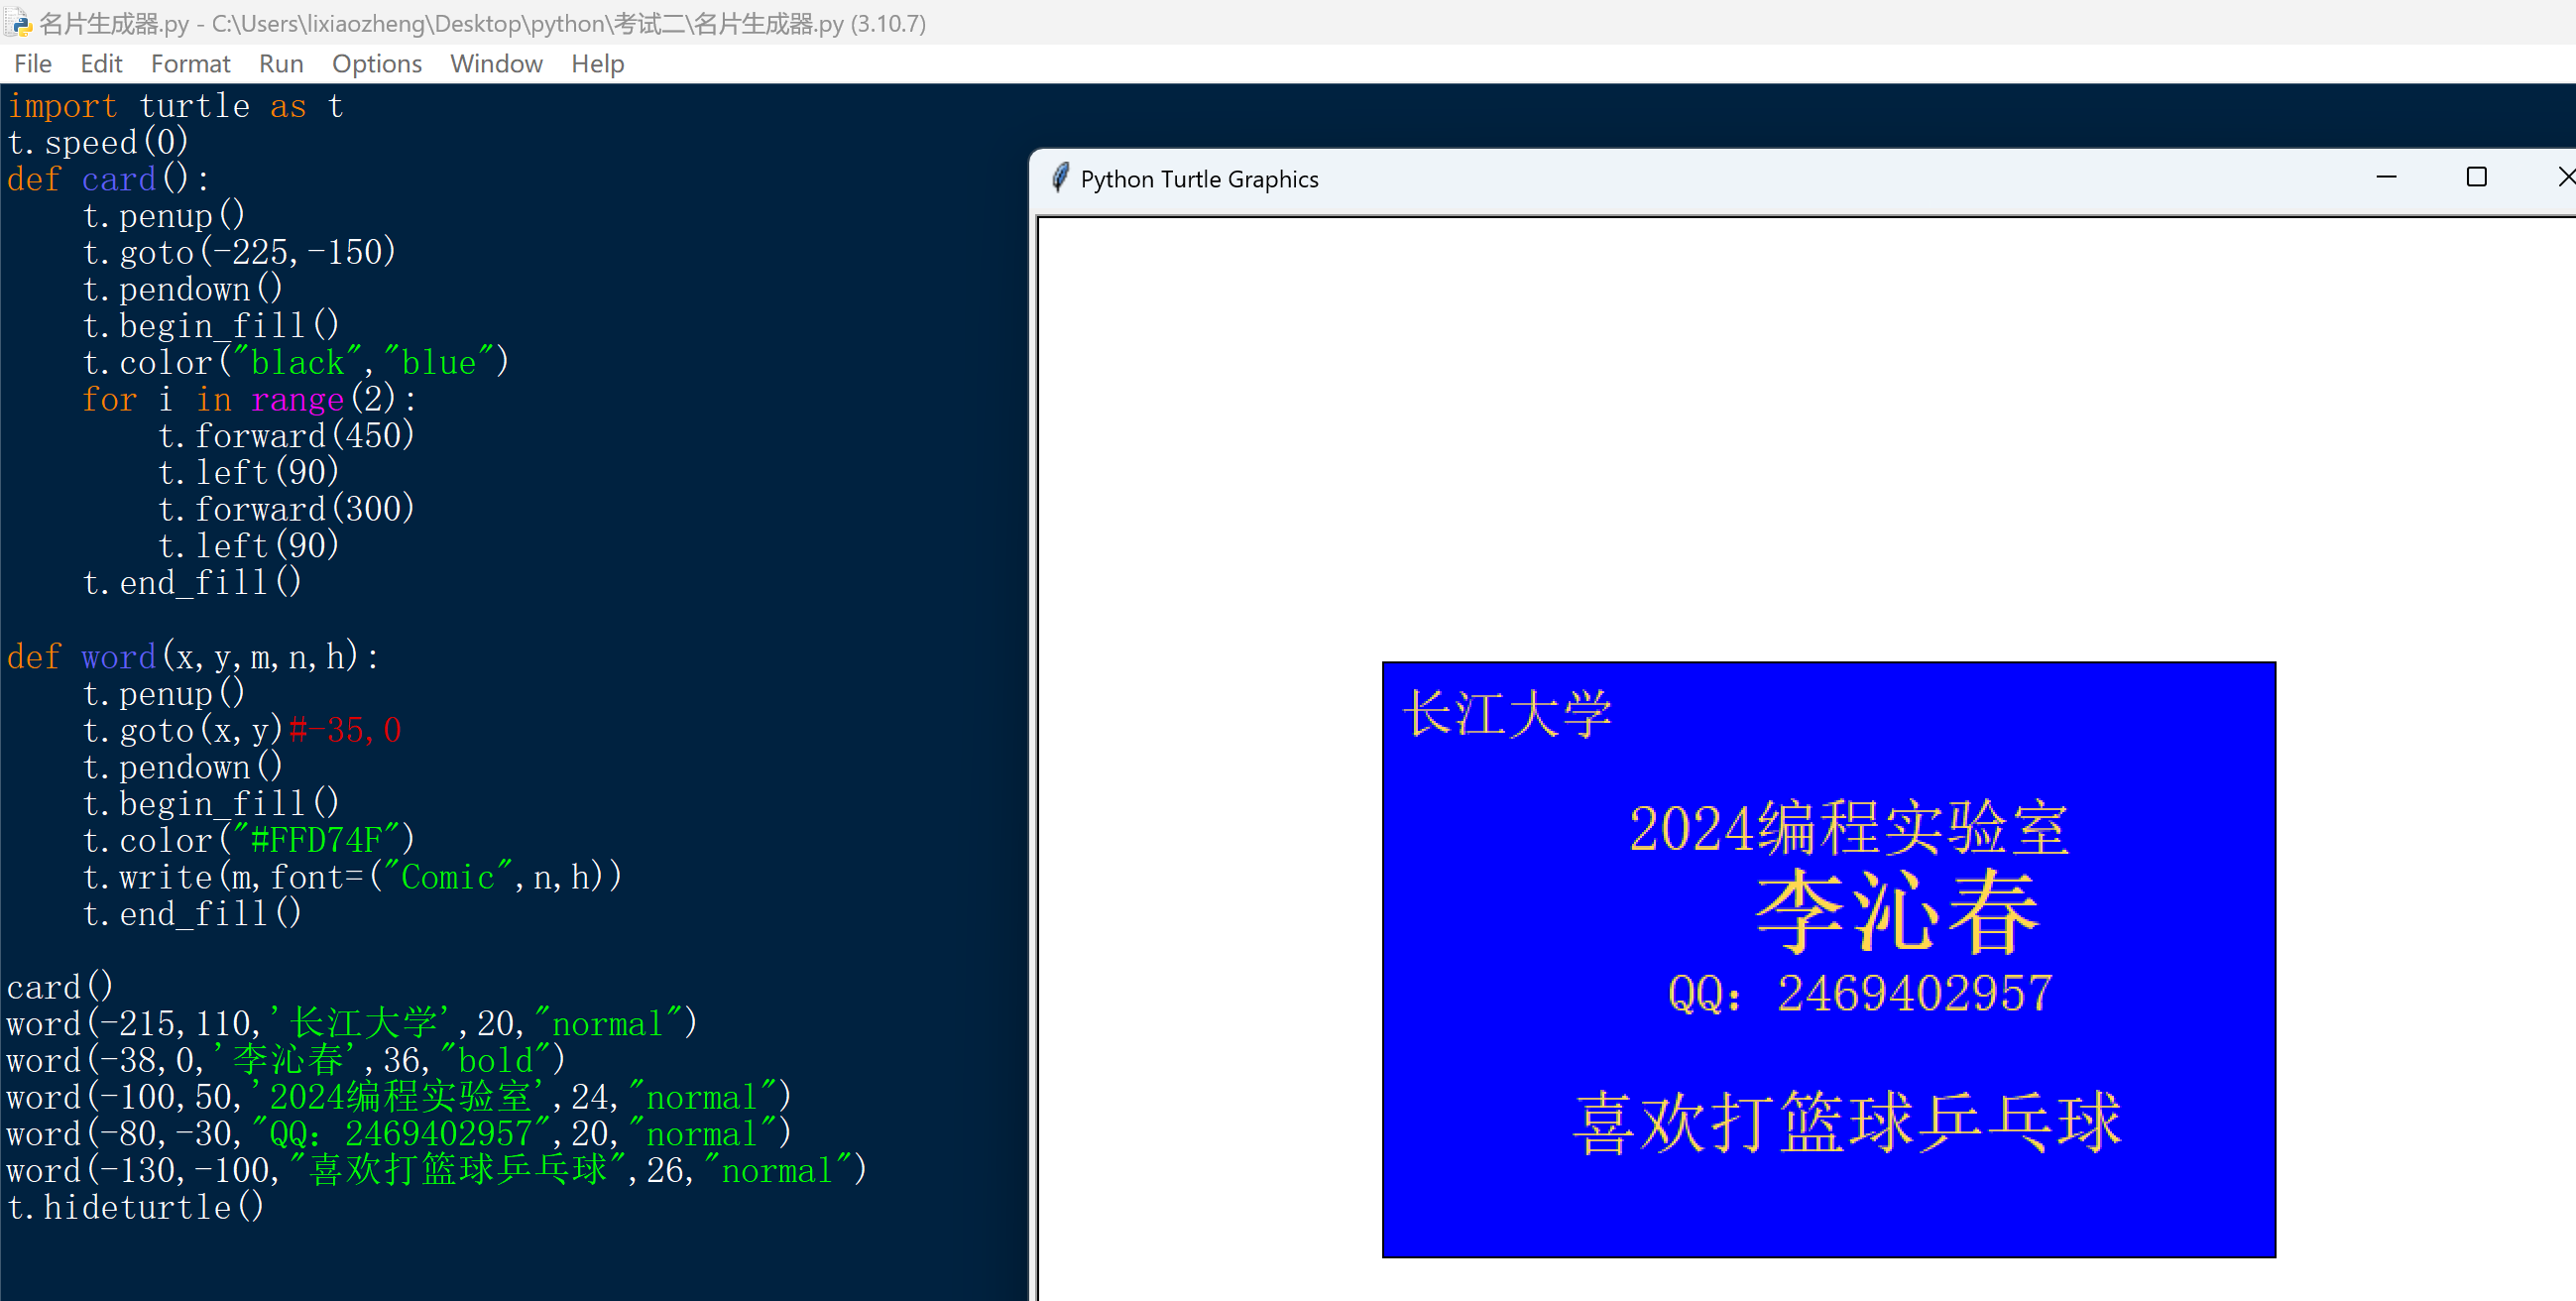 名片生成器.py - C:\Users\lixiaozheng\Desktop\python\考试二\名片生成器.py (3.10.7)
File Edit Format Run Options Window Help
import turtle as t
t.speed(0)
def card():
    t.penup()
    t.goto(-225,-150)
    t.pendown()
    t.begin_fill()
    t.color("black","blue")
    for i in range(2):
        t.forward(450)
        t.left(90)
        t.forward(300)
        t.left(90)
    t.end_fill()
def word(x,y,m,n,h):
    t.penup()
    t.goto(x,y)#-35,0
    t.pendown()
    t.begin_fill()
    t.color("#FFD74F")
    t.write(m,font=("Comic",n,h))
    t.end_fill()
card()
word(-215,110,'长江大学',20,"normal")
word(-38,0,'李沁春',36,"bold")
word(-100,50,'2024编程实验室',24,"normal")
word(-80,-30,"QQ：2469402957",20,"normal")
word(-130,-100,"喜欢打篮球乒乓球",26,"normal")
t.hideturtle()
Python Turtle Graphics
长江大学
2024编程实验室
李沁春
QQ：2469402957
喜欢打篮球乒乓球